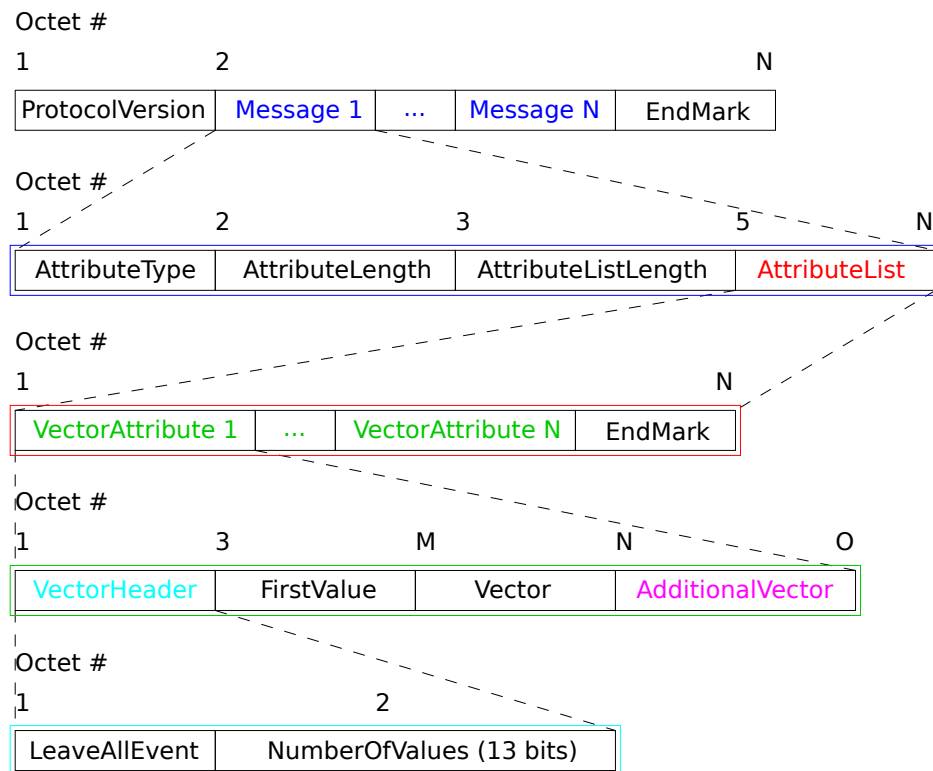 Octet #
1 2 N
ProtocolVersion Message 1 ... Message N EndMark
Octet #
1 2 3 5 N
AttributeType AttributeLength AttributeListLength AttributeList
Octet #
1 N
VectorAttribute 1 ... VectorAttribute N EndMark
Octet #
1 3 M N O
VectorHeader FirstValue Vector AdditionalVector
Octet #
1 2
LeaveAllEvent NumberOfValues (13 bits)